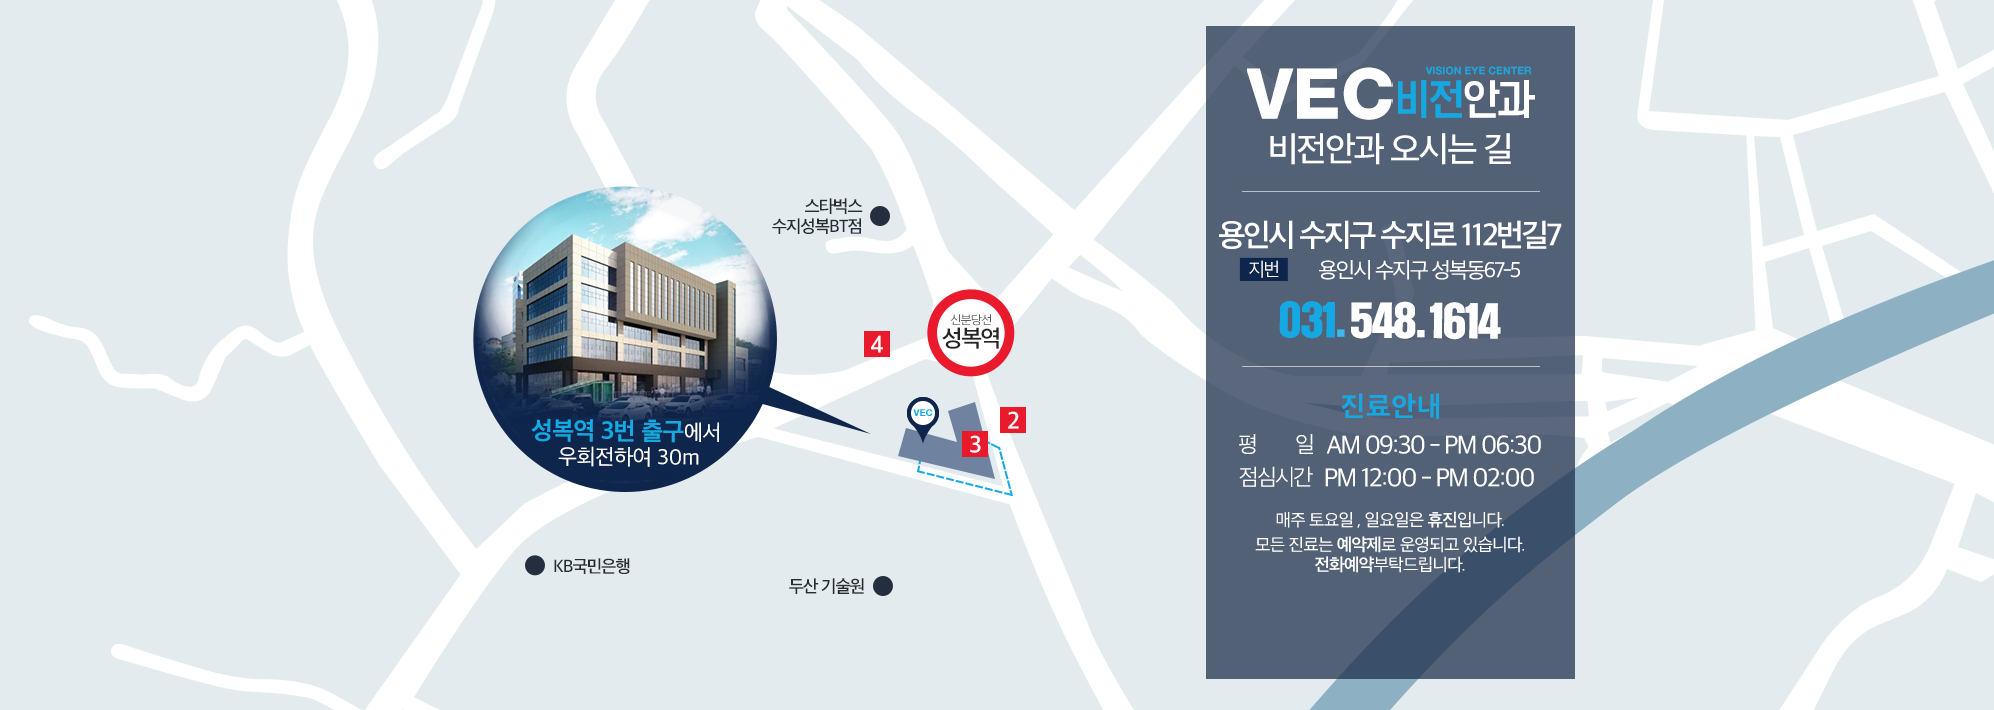 스타벅스
수지성복BT점
신분당선
성복역
4
2
3
VEC
성복역 3번 출구에서
우회전하여 30m
KB국민은행
두산 기술원
VISION EYE CENTER
VEC비전안과
비전안과 오시는 길
용인시 수지구 수지로 112번길7
지번 용인시 수지구 성복동67-5
031.548.1614
진료안내
평 일 AM 09:30 - PM 06:30
점심시간 PM 12:00 - PM 02:00
매주 토요일 , 일요일은 휴진입니다.
모든 진료는 예약제로 운영되고 있습니다.
전화예약부탁드립니다.